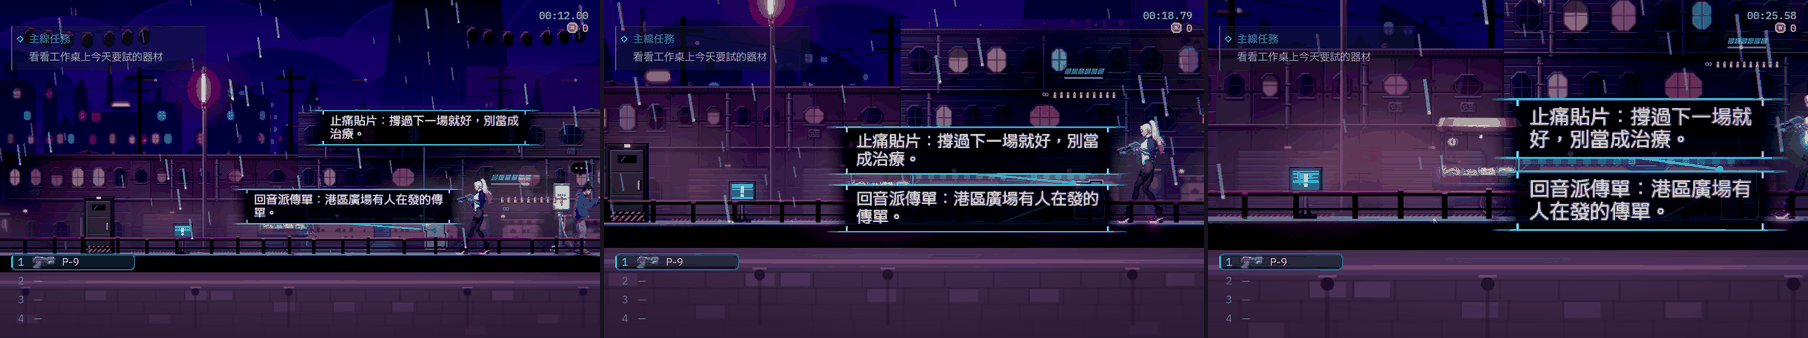 00:12.00
0
主線任務
看看工作桌上今天要試的器材
止痛貼片：撐過下一場就好，別當成
治療。
回音派傳單：港區廣場有人在發的傳
單。
1 P-9
2 —
3 —
4 —
00:18.79
0
主線任務
看看工作桌上今天要試的器材
止痛貼片：撐過下一場就好，別當
成治療。
回音派傳單：港區廣場有人在發的
傳單。
1 P-9
2 —
3 —
4 —
00:25.58
0
主線任務
看看工作桌上今天要試的器材
止痛貼片：撐過下一場就
好，別當成治療。
回音派傳單：港區廣場有
人在發的傳單。
1 P-9
2 —
3 —
4 —